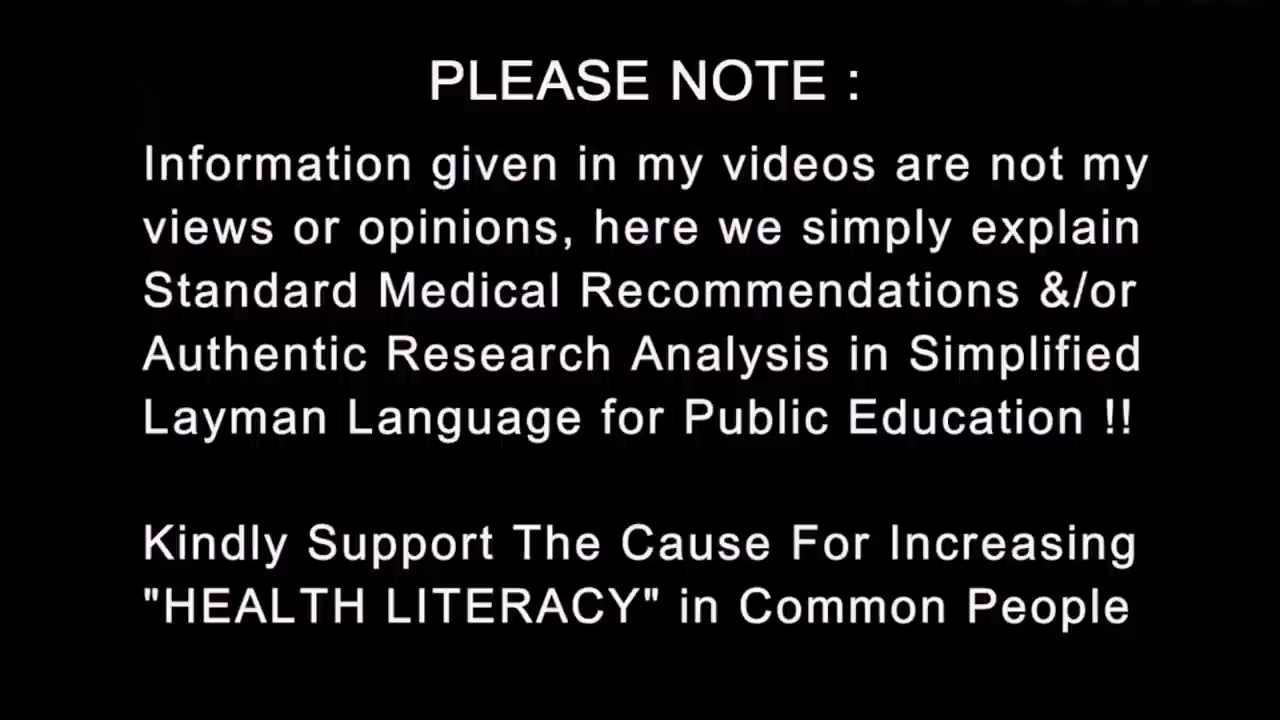 PLEASE NOTE :
Information given in my videos are not my
views or opinions, here we simply explain
Standard Medical Recommendations &/or
Authentic Research Analysis in Simplified
Layman Language for Public Education !!
Kindly Support The Cause For Increasing
"HEALTH LITERACY" in Common People